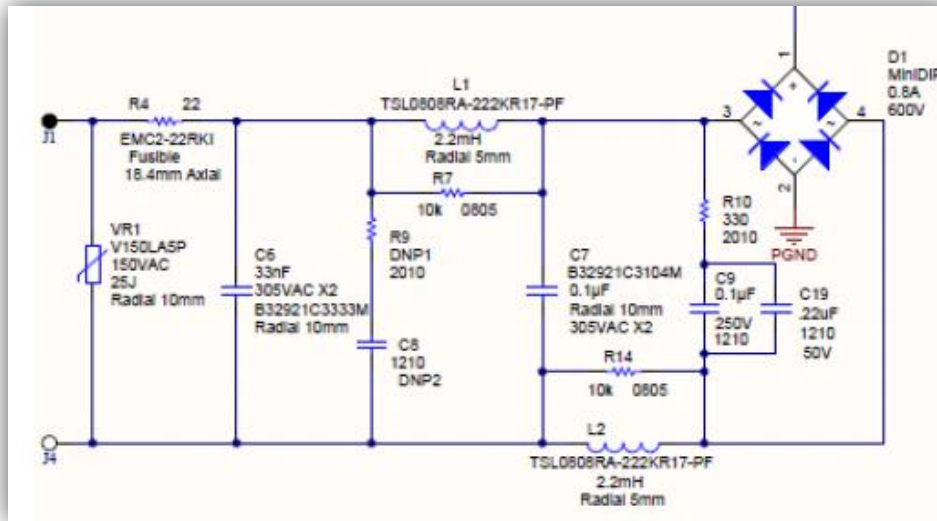 J1
R4 22
EMC2-22RKI
Fusible
18.4mm Axial
VR1
V150LA5P
150VAC
25J
Radial 10mm
C6
33nF
305VAC X2
B32921C3333M
Radial 10mm
L1
TSL0808RA-222KR17-PF
2.2mH
Radial 5mm
R7
10k 0805
R9
DNP1
2010
C8
1210
DNP2
C7
B32921C3104M
0.1µF
Radial 10mm
305VAC X2
R14
10k 0805
L2
TSL0808RA-222KR17-PF
2.2mH
Radial 5mm
R10
330
2010
C9
0.1µF
250V
1210
C19
.22uF
1210
50V
1
3
4
2
+
~
~
-
D1
MiniDIP
0.8A
600V
PGND
J4